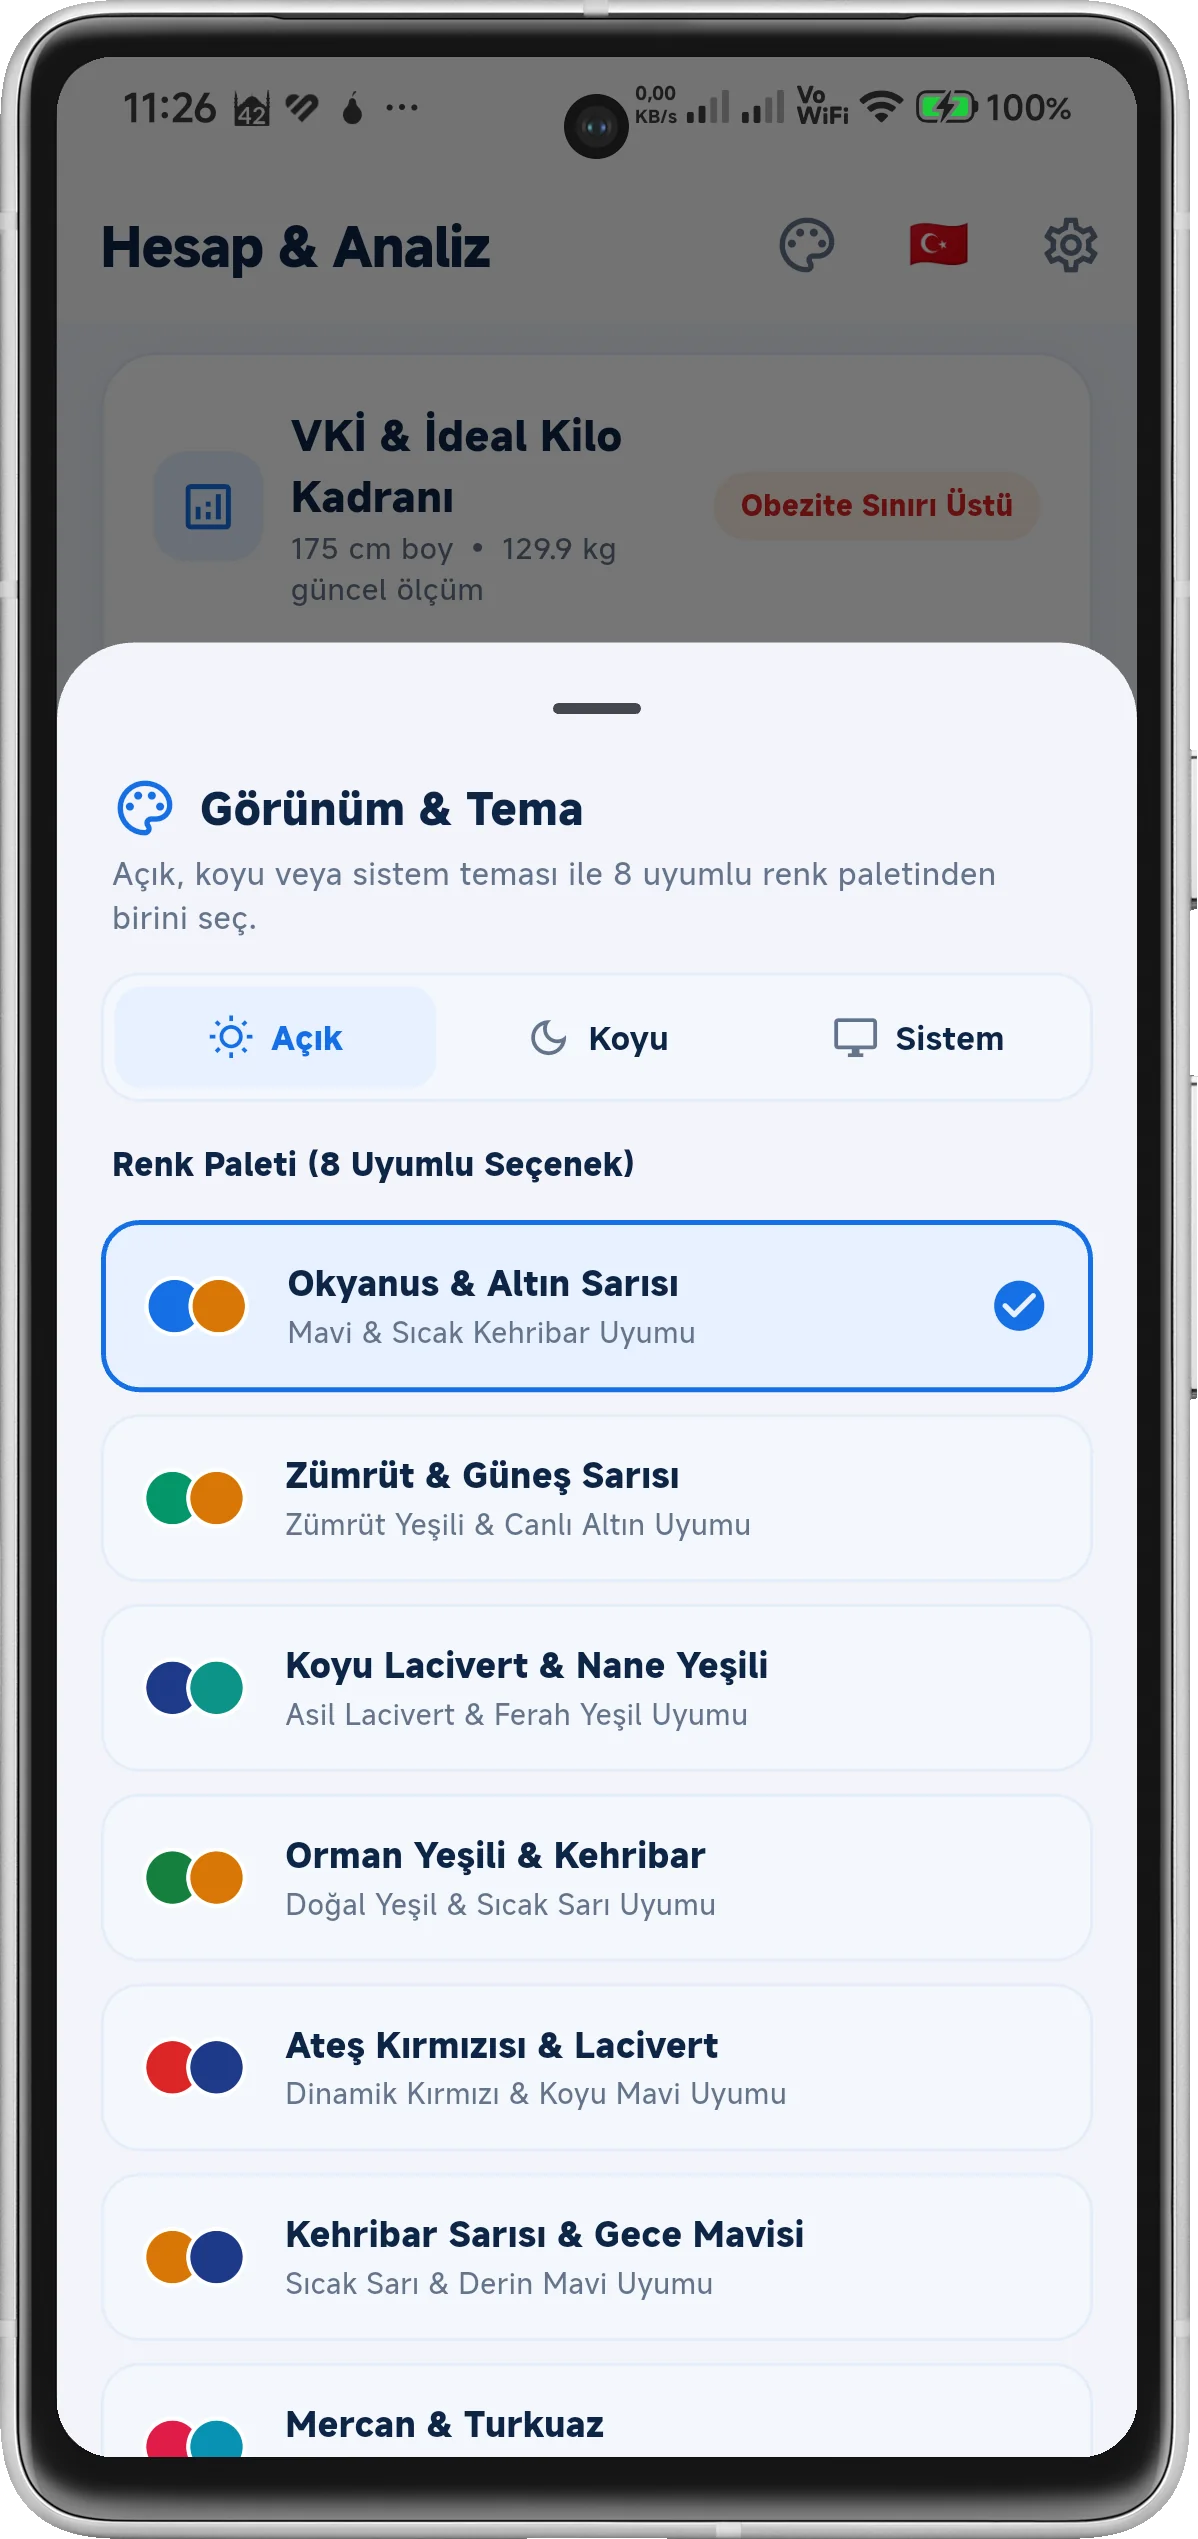 11:26 42 ... 0,00 KB/s Vo WiFi 100%
Hesap & Analiz
VKİ & İdeal Kilo
Kadranı
Obezite Sınırı Üstü
175 cm boy • 129.9 kg
güncel ölçüm
Görünüm & Tema
Açık, koyu veya sistem teması ile 8 uyumlu renk paletinden
birini seç.
Açık Koyu Sistem
Renk Paleti (8 Uyumlu Seçenek)
Okyanus & Altın Sarısı
Mavi & Sıcak Kehribar Uyumu
Zümrüt & Güneş Sarısı
Zümrüt Yeşili & Canlı Altın Uyumu
Koyu Lacivert & Nane Yeşili
Asil Lacivert & Ferah Yeşil Uyumu
Orman Yeşili & Kehribar
Doğal Yeşil & Sıcak Sarı Uyumu
Ateş Kırmızısı & Lacivert
Dinamik Kırmızı & Koyu Mavi Uyumu
Kehribar Sarısı & Gece Mavisi
Sıcak Sarı & Derin Mavi Uyumu
Mercan & Turkuaz